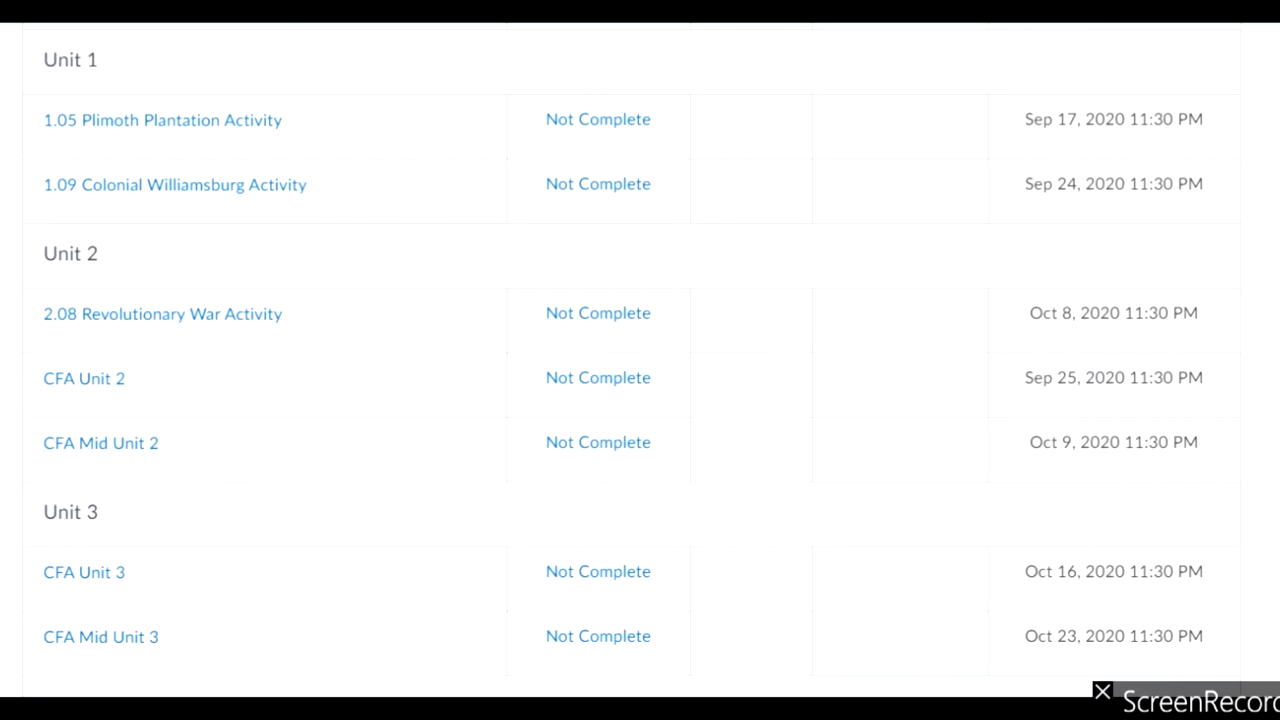 Unit 1
1.05 Plimoth Plantation Activity Not Complete Sep 17, 2020 11:30 PM
1.09 Colonial Williamsburg Activity Not Complete Sep 24, 2020 11:30 PM
Unit 2
2.08 Revolutionary War Activity Not Complete Oct 8, 2020 11:30 PM
CFA Unit 2 Not Complete Sep 25, 2020 11:30 PM
CFA Mid Unit 2 Not Complete Oct 9, 2020 11:30 PM
Unit 3
CFA Unit 3 Not Complete Oct 16, 2020 11:30 PM
CFA Mid Unit 3 Not Complete Oct 23, 2020 11:30 PM
ScreenRecord